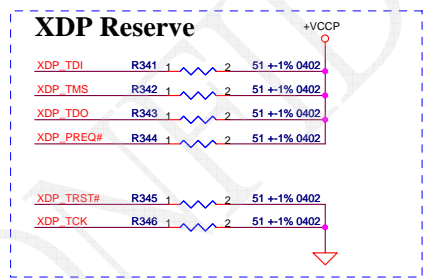 XDP Reserve
+VCCP
XDP_TDI R341 1 2 51 +-1% 0402
XDP_TMS R342 1 2 51 +-1% 0402
XDP_TDO R343 1 2 51 +-1% 0402
XDP_PREQ# R344 1 2 51 +-1% 0402
XDP_TRST# R345 1 2 51 +-1% 0402
XDP_TCK R346 1 2 51 +-1% 0402